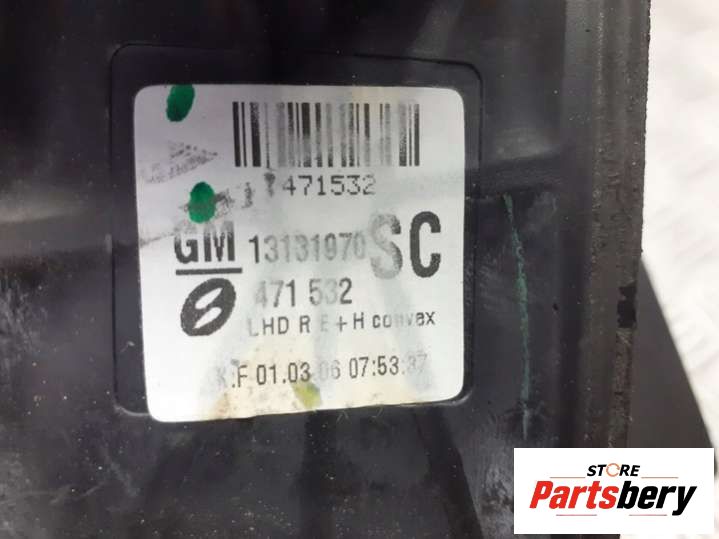 471532
GM 13131970 SC
471 532
LHD R E+H convex
K.F 01.03 06 07:53:37
STORE
Partsbery